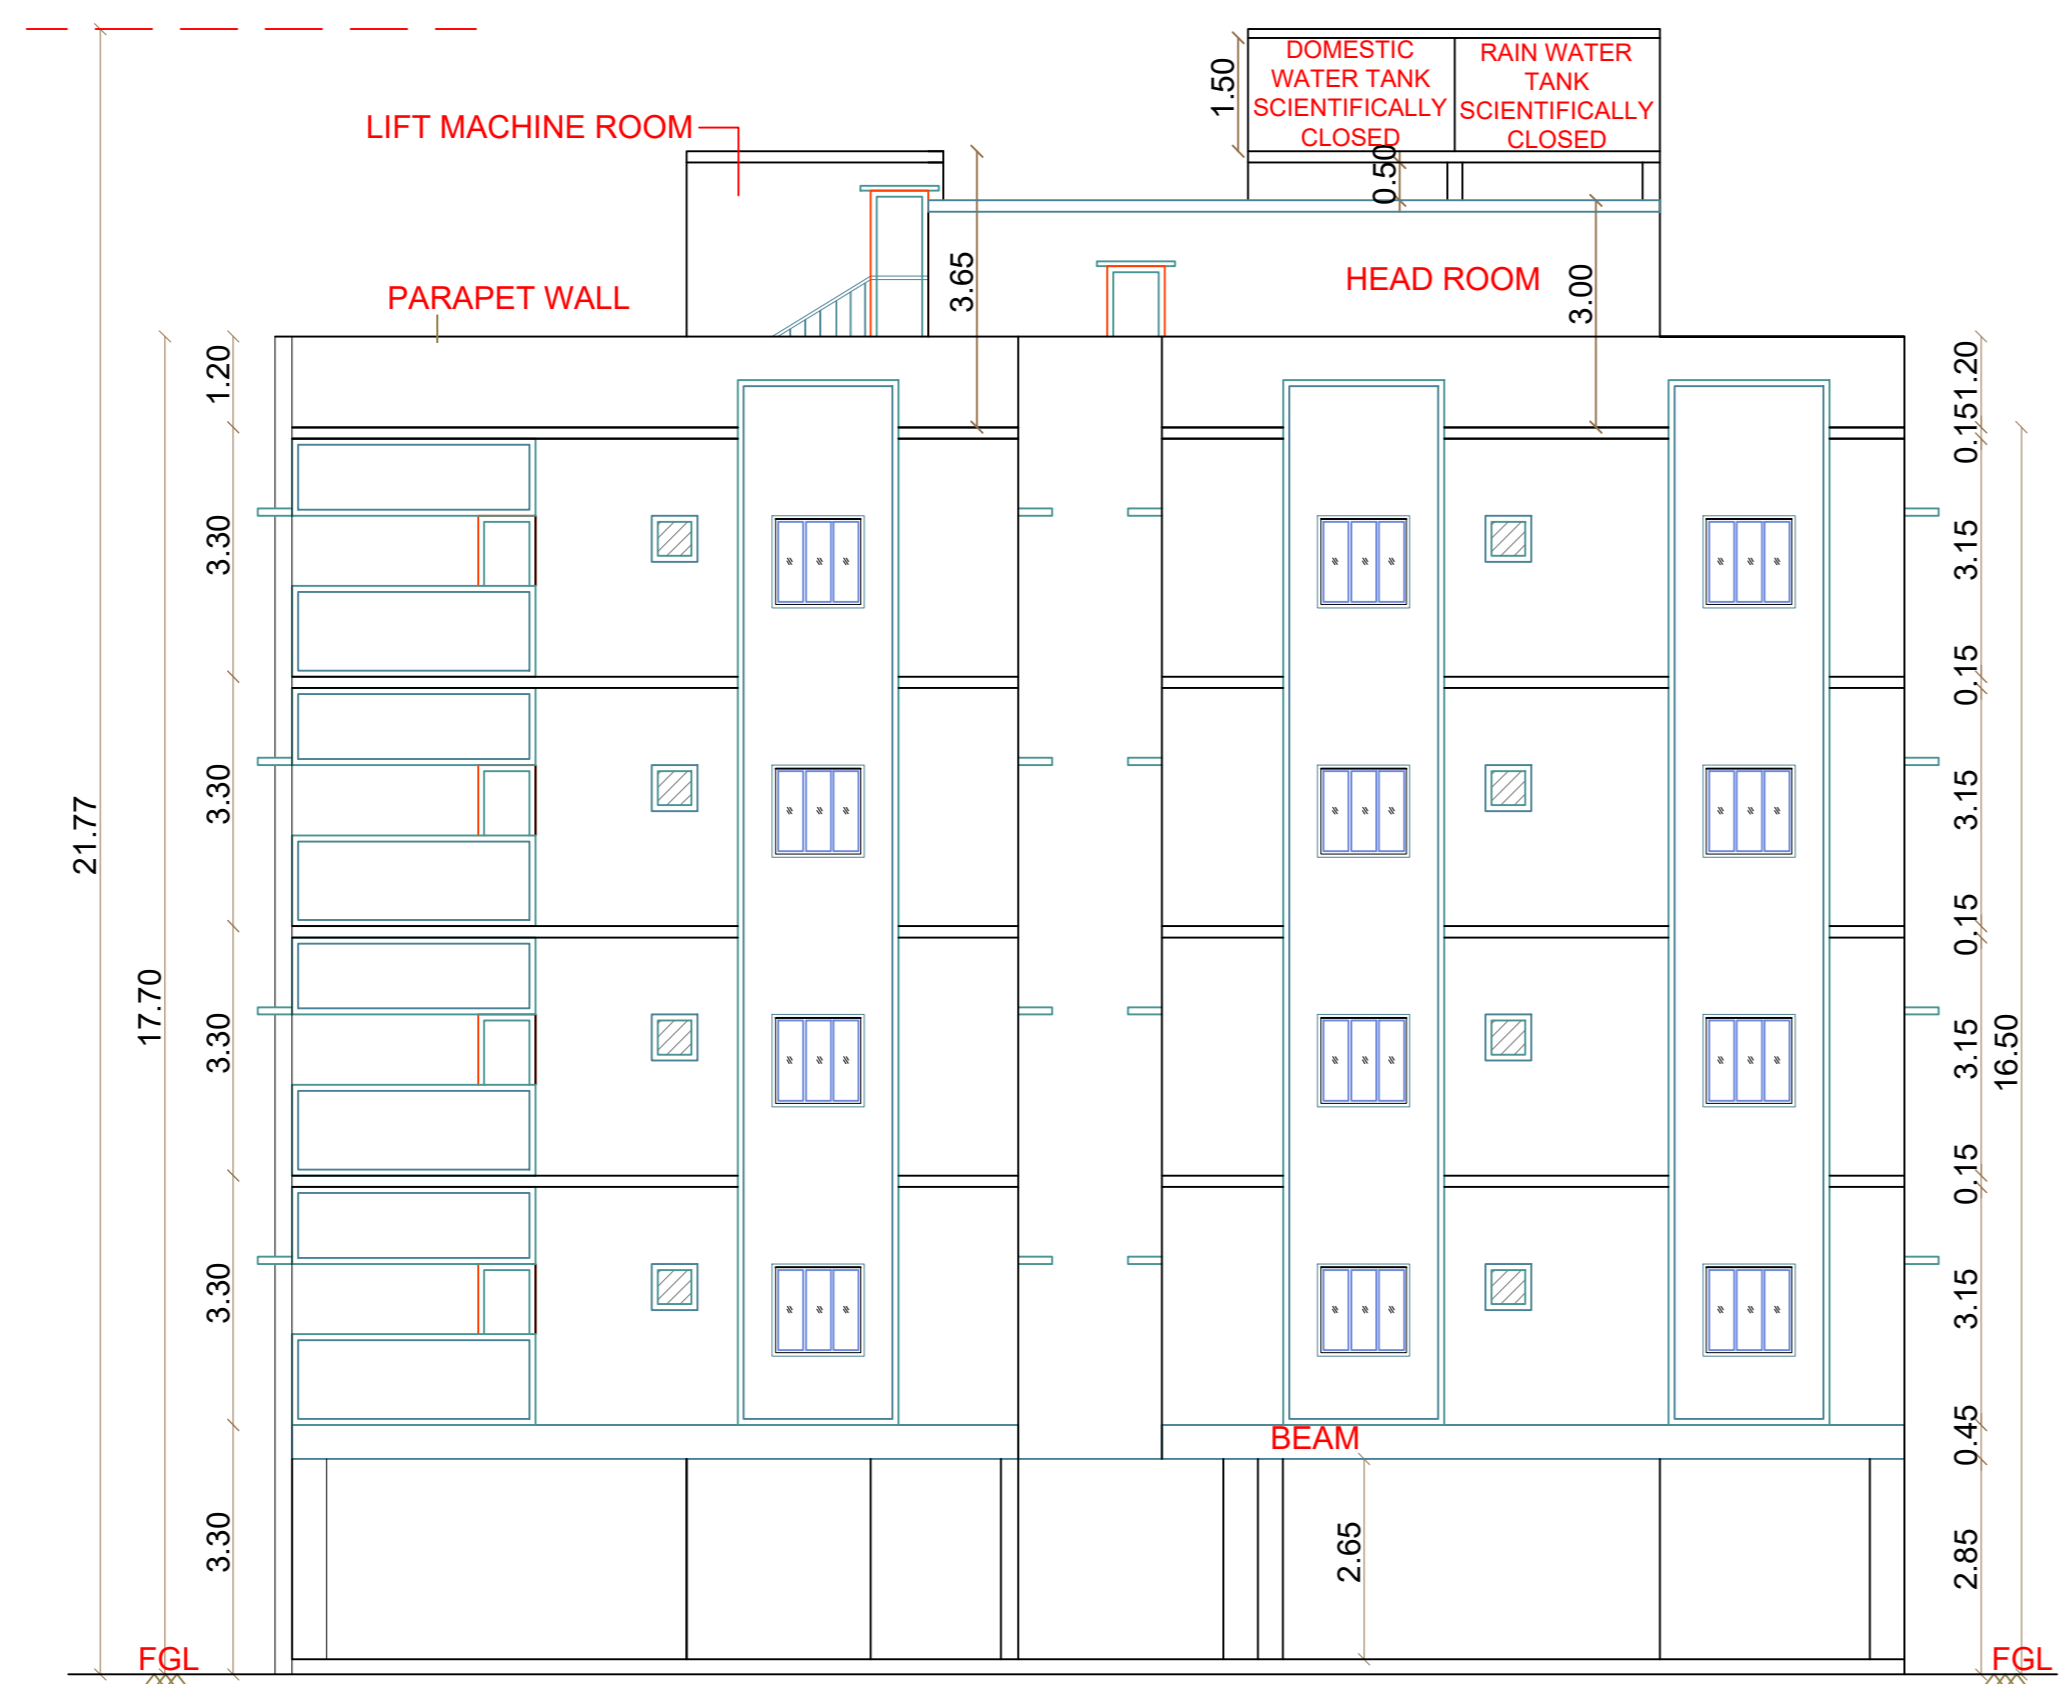 DOMESTIC
WATER TANK
SCIENTIFICALLY
CLOSED
RAIN WATER
TANK
SCIENTIFICALLY
CLOSED
1.50
LIFT MACHINE ROOM
0.50
3.65
HEAD ROOM
3.00
PARAPET WALL
1.20
1.20
0.15
3.30
3.15
0.15
3.30
3.15
21.77
0.15
17.70
3.30
3.15
16.50
0.15
3.30
3.15
BEAM
0.45
3.30
2.65
2.85
FGL
FGL